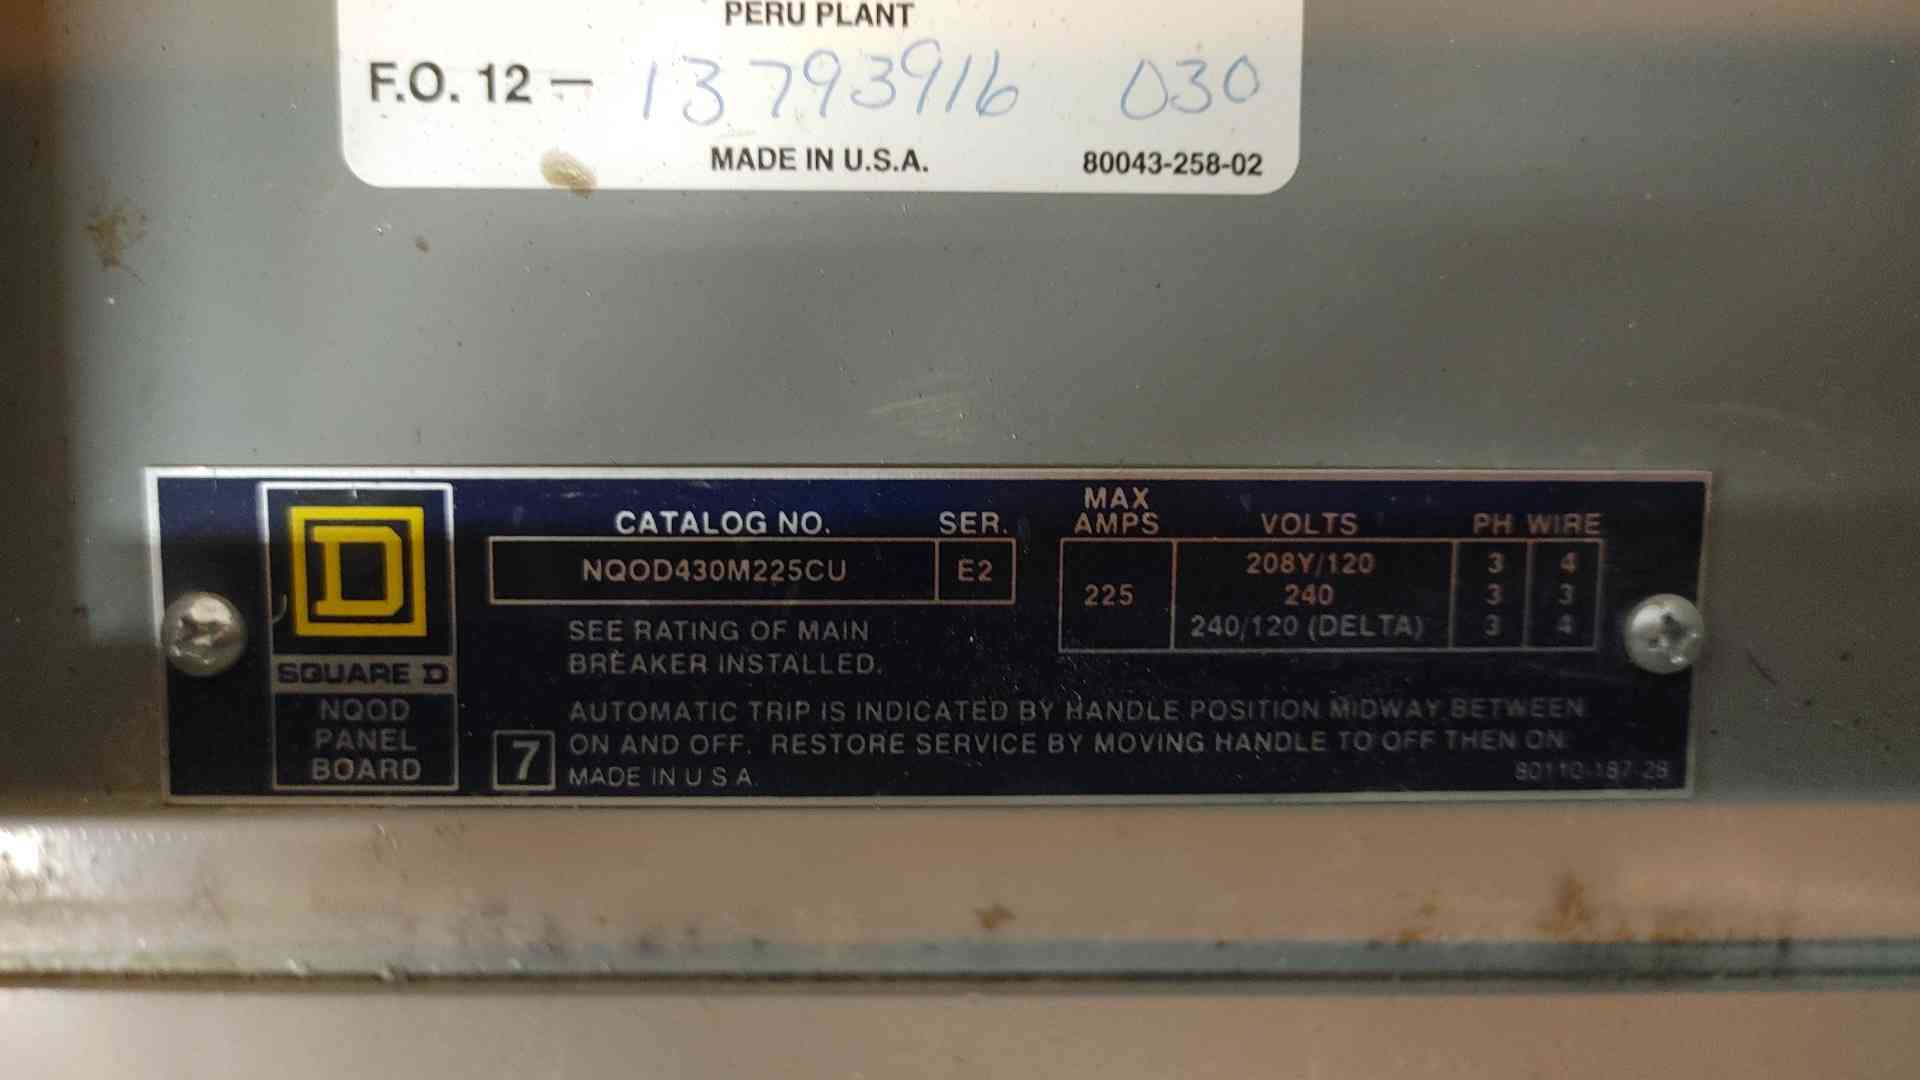 PERU PLANT
F.O. 12 — 13793916 030
MADE IN U.S.A. 80043-258-02
D
SQUARE D
NQOD
PANEL
BOARD
CATALOG NO. SER.
NQOD430M225CU E2
SEE RATING OF MAIN
BREAKER INSTALLED.
MAX
AMPS VOLTS PH WIRE
208Y/120 3 4
225 240 3 3
240/120 (DELTA) 3 4
AUTOMATIC TRIP IS INDICATED BY HANDLE POSITION MIDWAY BETWEEN
7 ON AND OFF. RESTORE SERVICE BY MOVING HANDLE TO OFF THEN ON.
MADE IN U S A.
80110-187-28